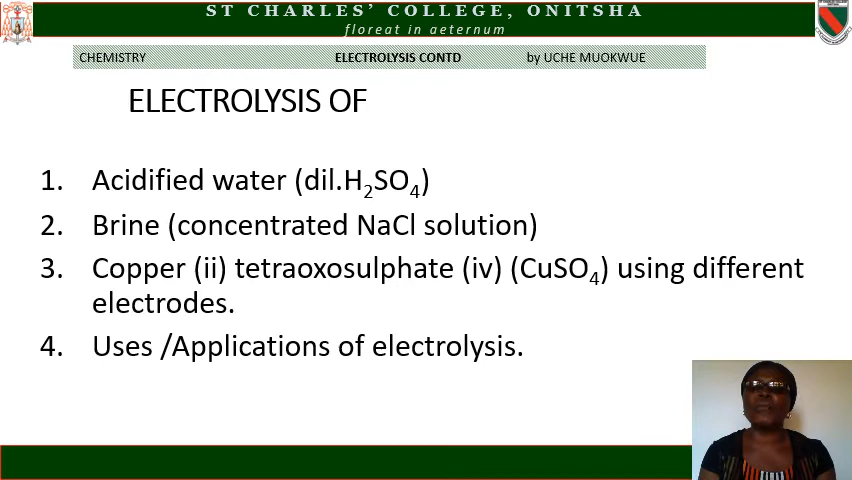 ST CHARLES' COLLEGE, ONITSHA
floreat in aeternum
CHEMISTRY ELECTROLYSIS CONTD by UCHE MUOKWUE
ELECTROLYSIS OF
1. Acidified water (dil.H₂SO₄)
2. Brine (concentrated NaCl solution)
3. Copper (ii) tetraoxosulphate (iv) (CuSO₄) using different
electrodes.
4. Uses /Applications of electrolysis.